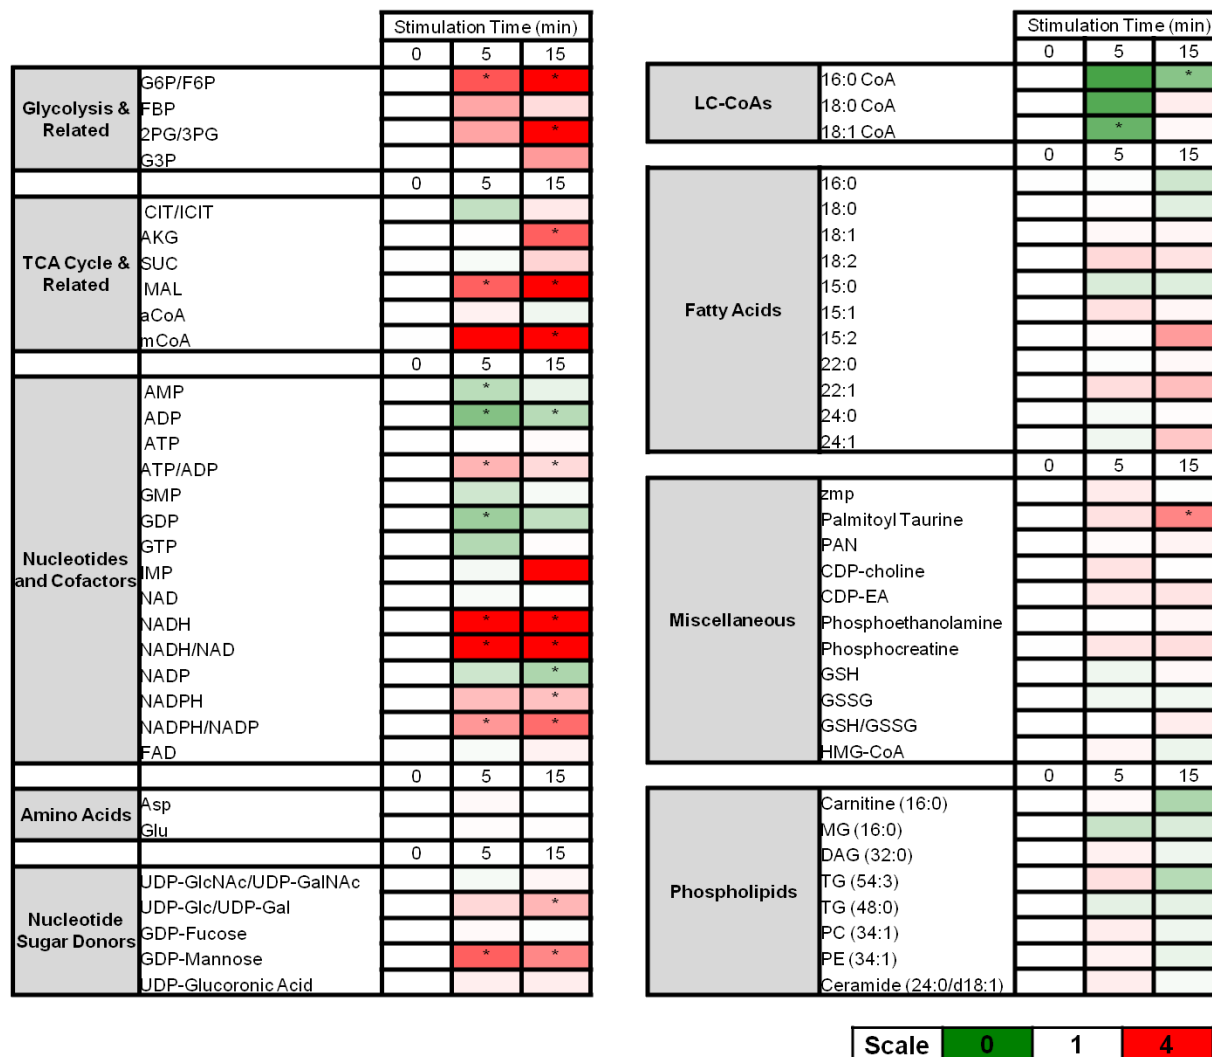 Stimulation Time (min)
0 5 15
Glycolysis & Related
G6P/F6P * *
FBP
2PG/3PG *
G3P
0 5 15
TCA Cycle & Related
CIT/ICIT
AKG *
SUC
MAL * *
aCoA
mCoA *
0 5 15
Nucleotides and Cofactors
AMP *
ADP * *
ATP
ATP/ADP * *
GMP
GDP *
GTP
IMP
NAD
NADH * *
NADH/NAD * *
NADP *
NADPH *
NADPH/NADP * *
FAD
0 5 15
Amino Acids
Asp
Glu
0 5 15
Nucleotide Sugar Donors
UDP-GlcNAc/UDP-GalNAc
UDP-Glc/UDP-Gal *
GDP-Fucose
GDP-Mannose * *
UDP-Glucoronic Acid
Stimulation Time (min)
0 5 15
LC-CoAs
16:0 CoA *
18:0 CoA
18:1 CoA *
0 5 15
Fatty Acids
16:0
18:0
18:1
18:2
15:0
15:1
15:2
22:0
22:1
24:0
24:1
0 5 15
Miscellaneous
zmp
Palmitoyl Taurine *
PAN
CDP-choline
CDP-EA
Phosphoethanolamine
Phosphocreatine
GSH
GSSG
GSH/GSSG
HMG-CoA
0 5 15
Phospholipids
Carnitine (16:0)
MG (16:0)
DAG (32:0)
TG (54:3)
TG (48:0)
PC (34:1)
PE (34:1)
Ceramide (24:0/d18:1)
Scale 0 1 4